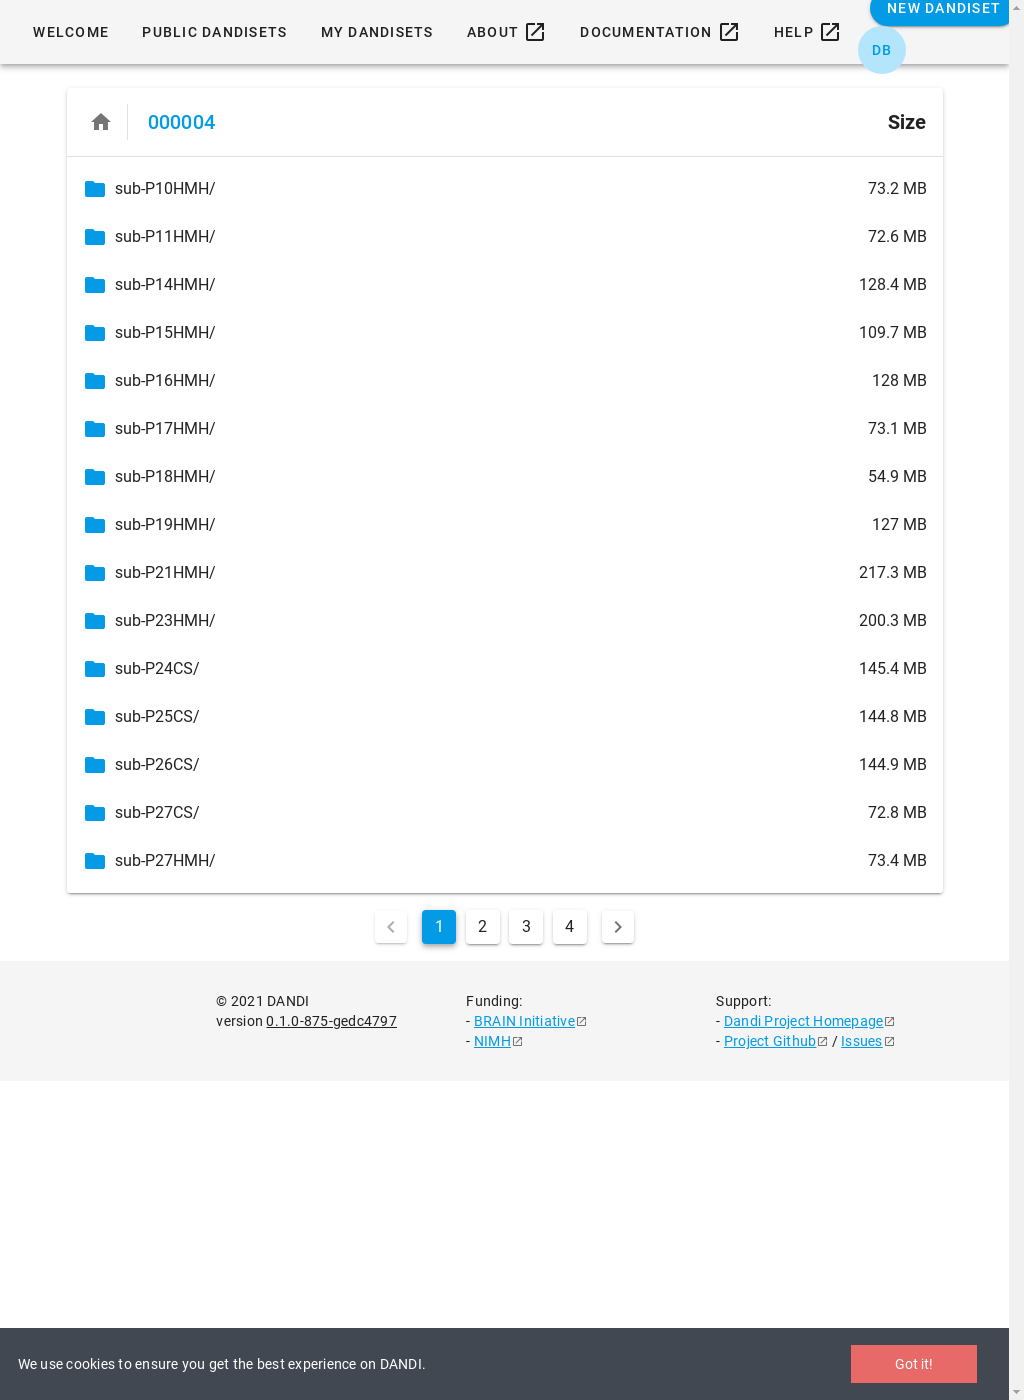 WELCOME PUBLIC DANDISETS MY DANDISETS ABOUT DOCUMENTATION HELP NEW DANDISET
DB
000004 Size
sub-P10HMH/ 73.2 MB
sub-P11HMH/ 72.6 MB
sub-P14HMH/ 128.4 MB
sub-P15HMH/ 109.7 MB
sub-P16HMH/ 128 MB
sub-P17HMH/ 73.1 MB
sub-P18HMH/ 54.9 MB
sub-P19HMH/ 127 MB
sub-P21HMH/ 217.3 MB
sub-P23HMH/ 200.3 MB
sub-P24CS/ 145.4 MB
sub-P25CS/ 144.8 MB
sub-P26CS/ 144.9 MB
sub-P27CS/ 72.8 MB
sub-P27HMH/ 73.4 MB
1 2 3 4
© 2021 DANDI
version 0.1.0-875-gedc4797
Funding:
- BRAIN Initiative
- NIMH
Support:
- Dandi Project Homepage
- Project Github / Issues
We use cookies to ensure you get the best experience on DANDI. Got it!